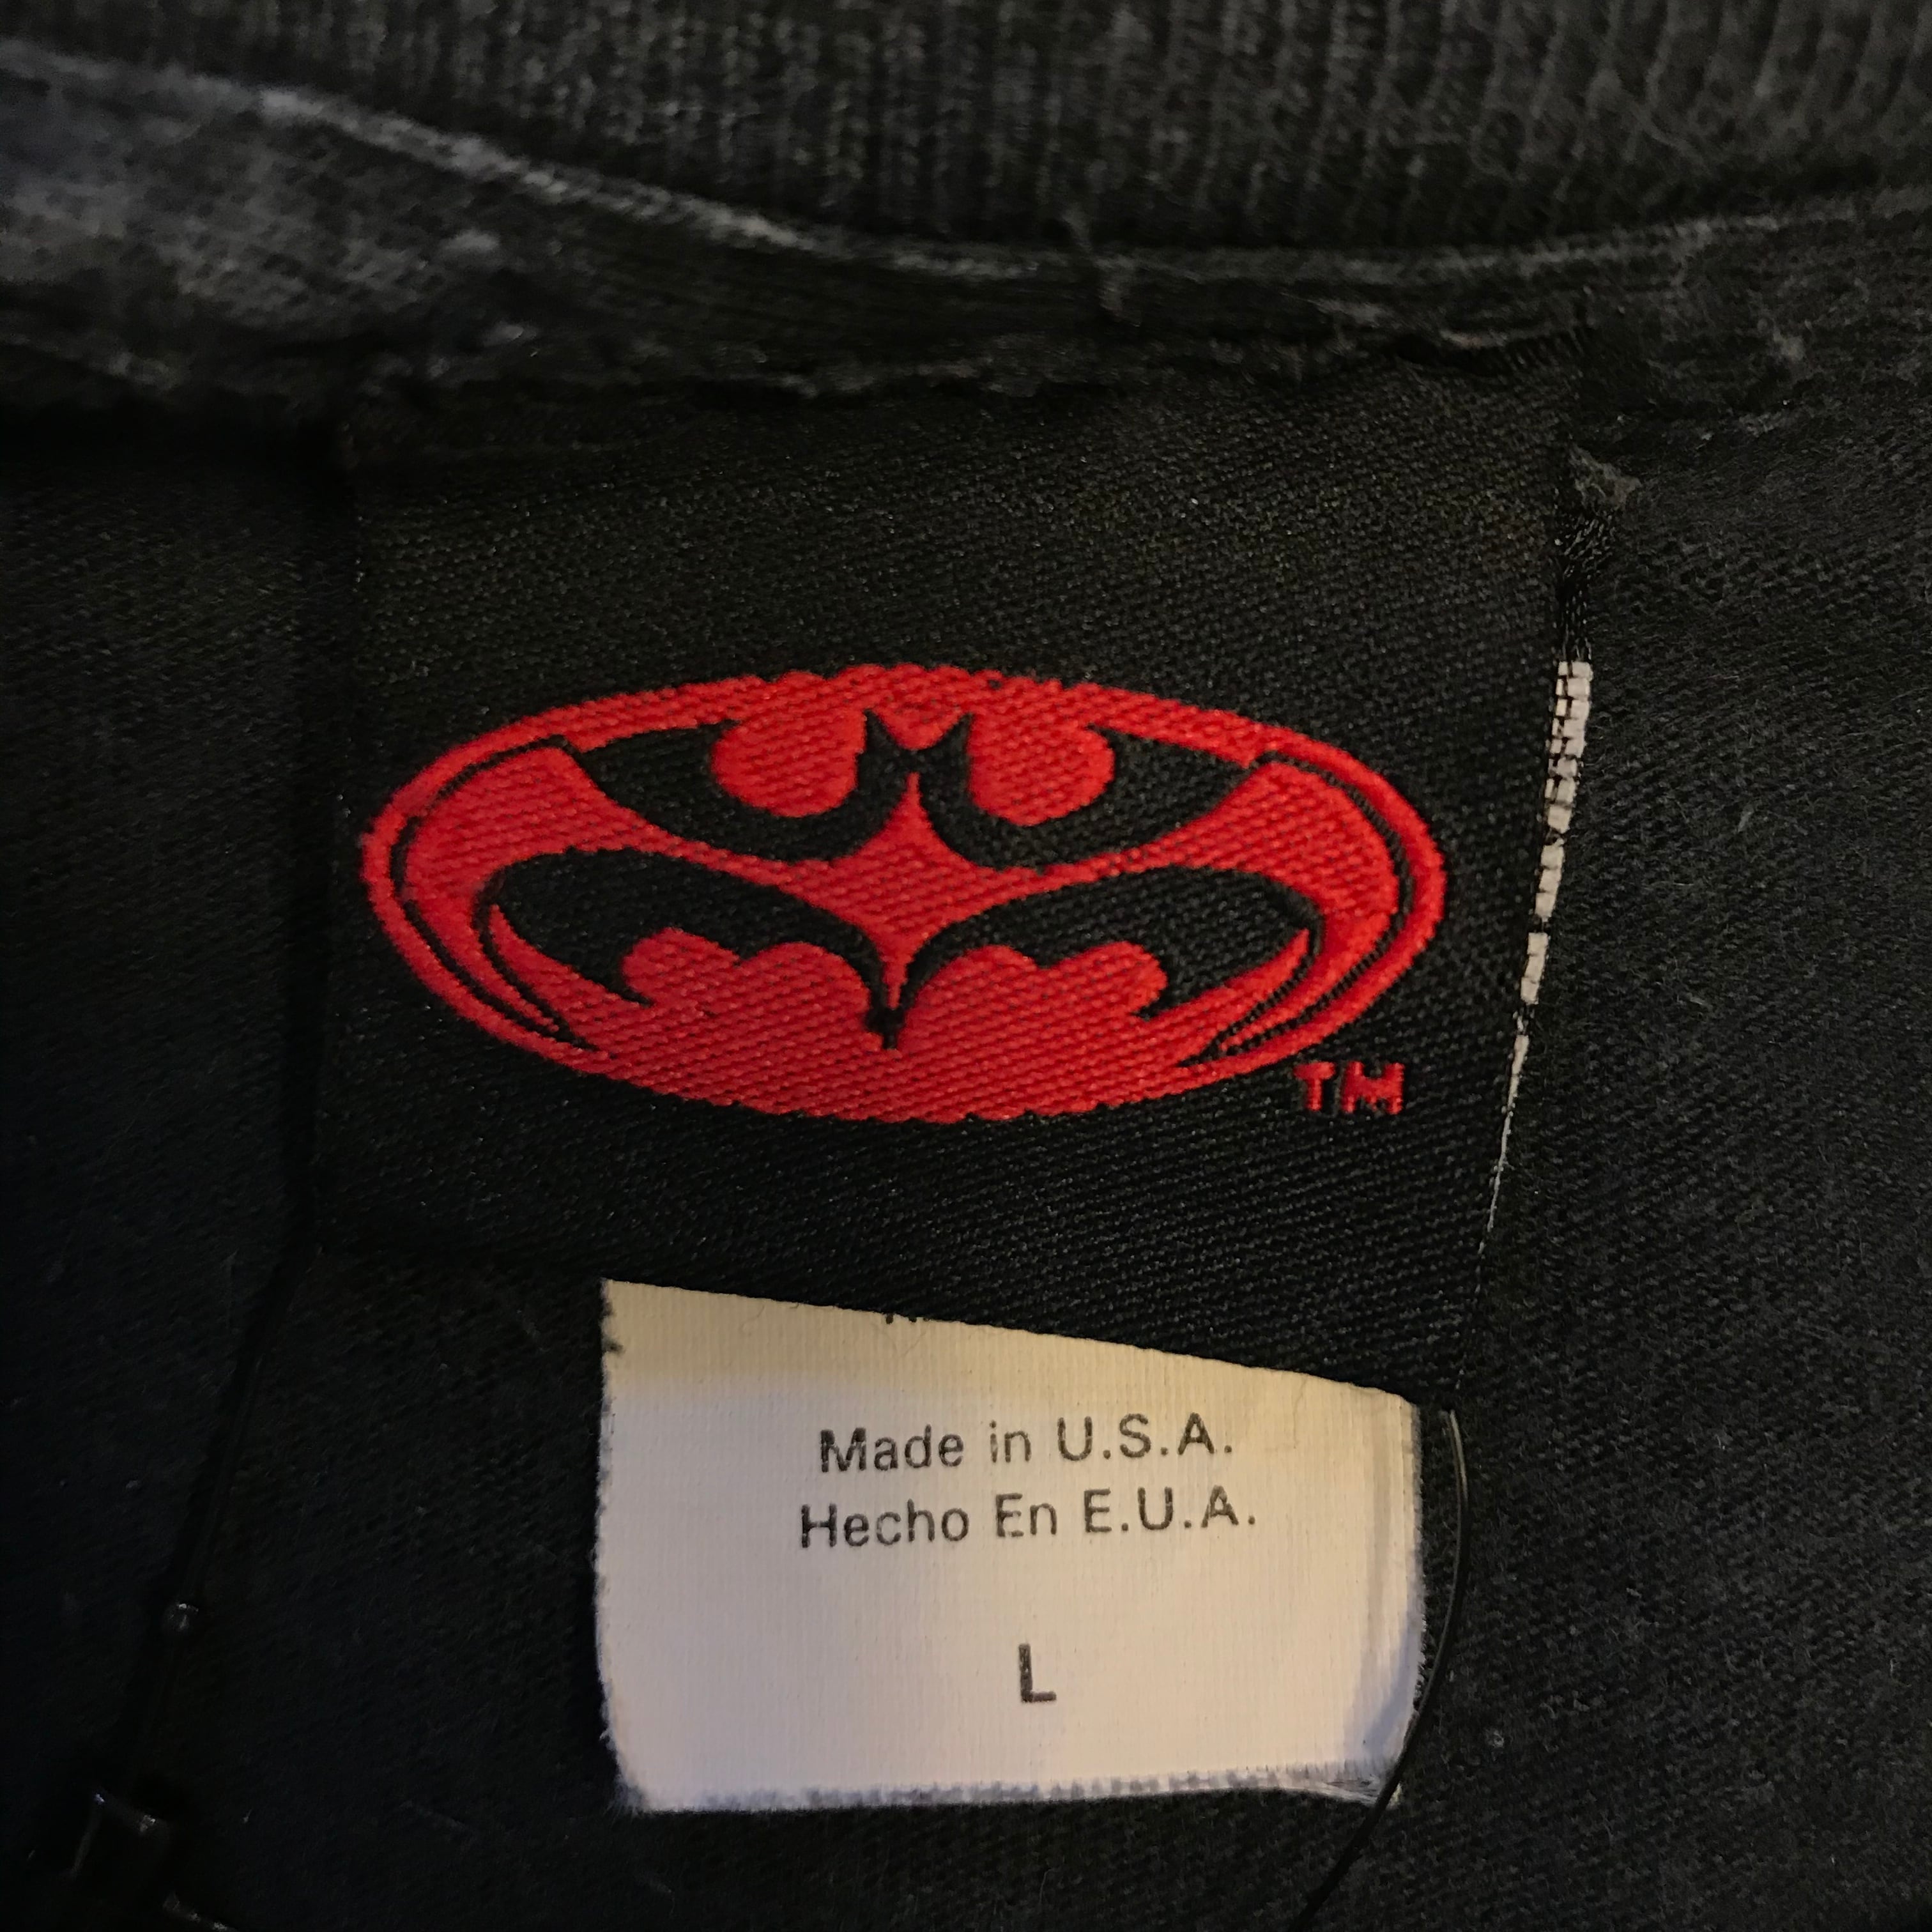 TM
Made in U.S.A.
Hecho En E.U.A.
L